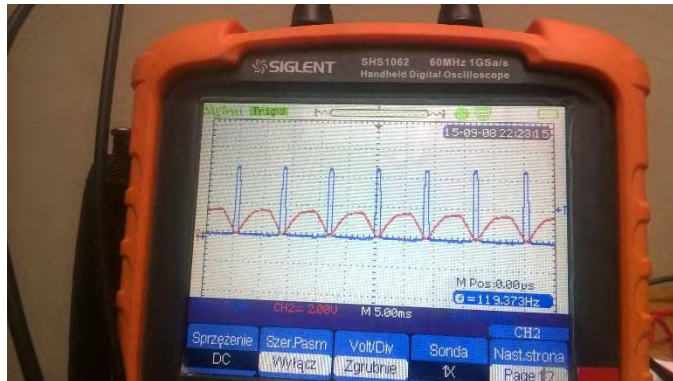 SIGLENT
SHS1062 60MHz 1GSa/s
Handheld Digital Oscilloscope
Siglent Trig'd
15-09-08 22:23:15
M Pos:0.00µs
=119.373Hz
CH2= 2.00V M 5.00ms
CH2
Sprzężenie Szer.Pasm Volt/Div Sonda Nast.strona
DC Wyłącz Zgrubnie 1X Page 1/